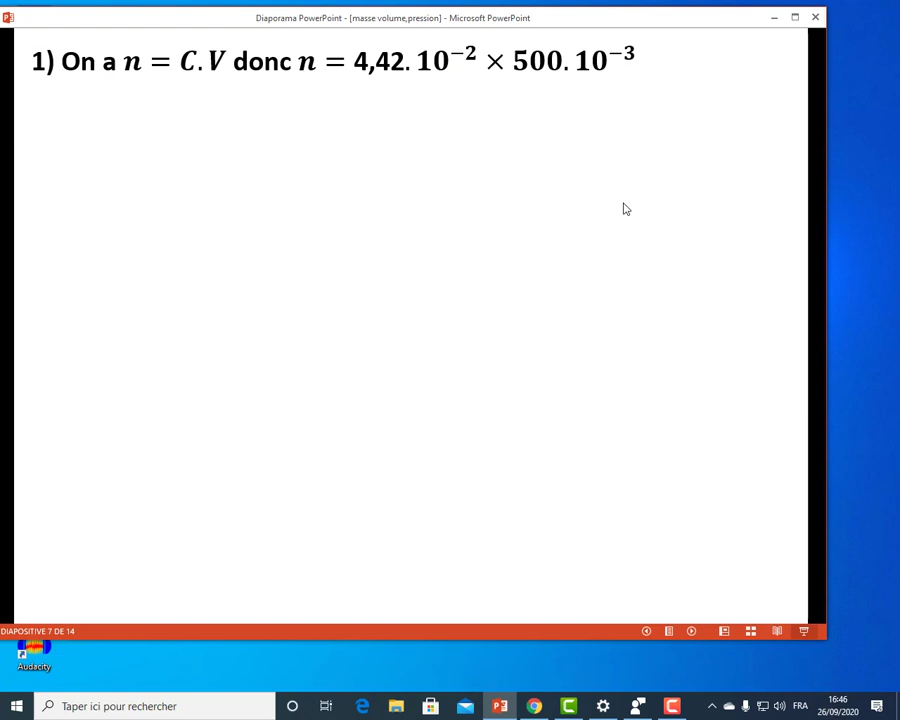 Diaporama PowerPoint - [masse volume,pression] - Microsoft PowerPoint
1) On a n = C.V donc n = 4,42.10⁻² × 500.10⁻³
DIAPOSITIVE 7 DE 14
Audacity
Taper ici pour rechercher
FRA
16:46
26/09/2020